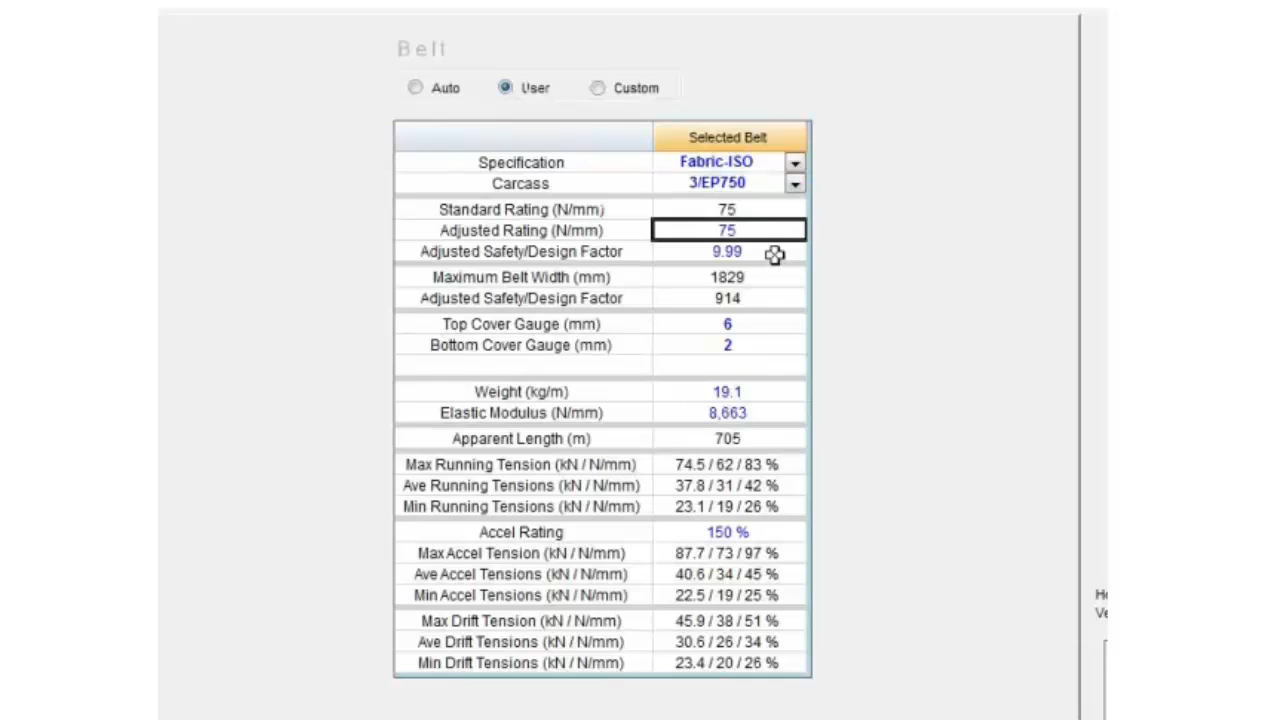 Belt
Auto User Custom
Selected Belt
Specification Fabric-ISO
Carcass 3/EP750
Standard Rating (N/mm) 75
Adjusted Rating (N/mm) 75
Adjusted Safety/Design Factor 9.99
Maximum Belt Width (mm) 1829
Adjusted Safety/Design Factor 914
Top Cover Gauge (mm) 6
Bottom Cover Gauge (mm) 2
Weight (kg/m) 19.1
Elastic Modulus (N/mm) 8,663
Apparent Length (m) 705
Max Running Tension (kN / N/mm) 74.5 / 62 / 83 %
Ave Running Tensions (kN / N/mm) 37.8 / 31 / 42 %
Min Running Tensions (kN / N/mm) 23.1 / 19 / 26 %
Accel Rating 150 %
Max Accel Tension (kN / N/mm) 87.7 / 73 / 97 %
Ave Accel Tensions (kN / N/mm) 40.6 / 34 / 45 %
Min Accel Tensions (kN / N/mm) 22.5 / 19 / 25 %
Max Drift Tension (kN / N/mm) 45.9 / 38 / 51 %
Ave Drift Tensions (kN / N/mm) 30.6 / 26 / 34 %
Min Drift Tensions (kN / N/mm) 23.4 / 20 / 26 %